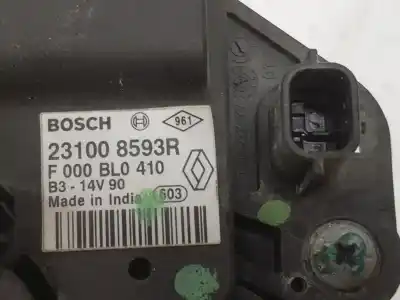 BOSCH
961
23100 8593R
F 000 BL0 410
B3 - 14V 90
Made in India
603